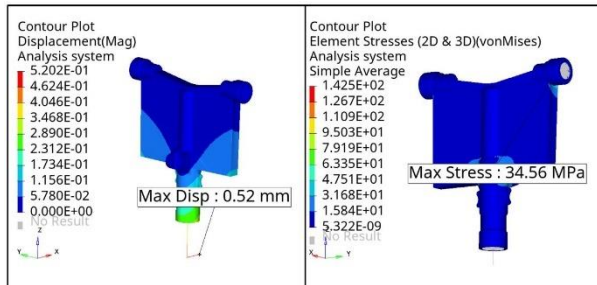 Contour Plot
Displacement(Mag)
Analysis system
5.202E-01
4.624E-01
4.046E-01
3.468E-01
2.890E-01
2.312E-01
1.734E-01
1.156E-01
5.780E-02
0.000E+00
No Result
Max Disp : 0.52 mm
Z
Y
X
Contour Plot
Element Stresses (2D & 3D)(vonMises)
Analysis system
Simple Average
1.425E+02
1.267E+02
1.109E+02
9.503E+01
7.919E+01
6.335E+01
4.751E+01
3.168E+01
1.584E+01
5.322E-09
No Result
Max Stress : 34.56 MPa
Z
Y
X